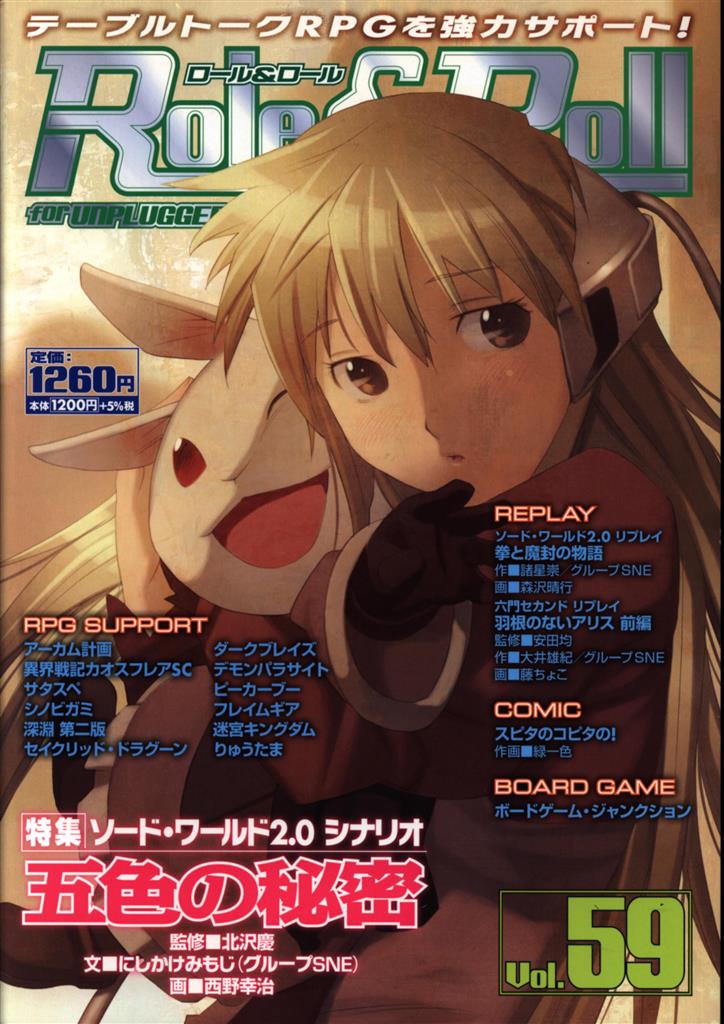 テーブルトークRPGを強力サポート!
ロール&ロール
Role&Roll
for UNPLUGGE
定価:
1260円
本体1200円+5%税
REPLAY
ソード・ワールド2.0 リプレイ
拳と魔封の物語
作■諸星崇/グループSNE
画■森沢晴行
六門セカンド リプレイ
羽根のないアリス 前編
監修■安田均
作■大井雄紀/グループSNE
画■藤ちょこ
RPG SUPPORT
アーカム計画
異界戦記カオスフレアSC
サタスペ
シノビガミ
深淵 第二版
セイクリッド・ドラグーン
ダークブレイズ
デモンパラサイト
ピーカーブー
フレイムギア
迷宮キングダム
りゅうたま
COMIC
スピタのコピタの!
作画■緑一色
BOARD GAME
ボードゲーム・ジャンクション
特集 ソード・ワールド2.0 シナリオ
五色の秘密
監修■北沢慶
文■にしかけみもじ(グループSNE)
画■西野幸治
Vol.59